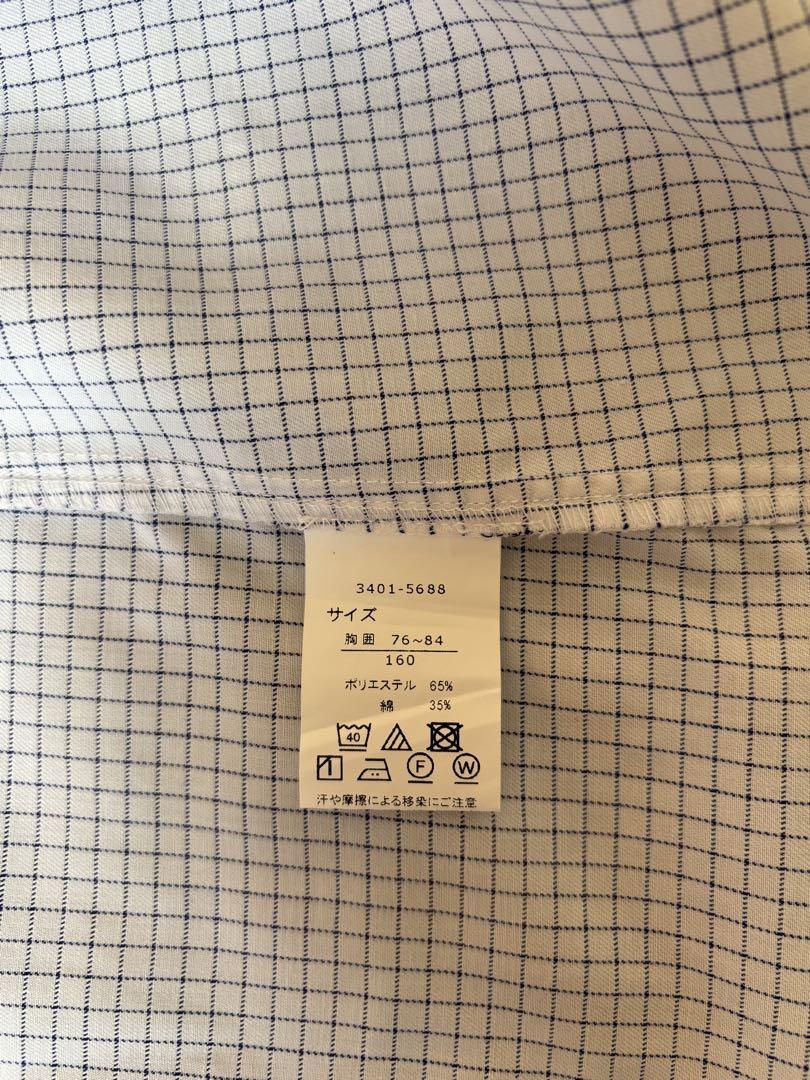 3401-5688
サイズ
胸囲 76~84
160
ポリエステル 65%
綿 35%
40
F W
汗や摩擦による移染にご注意